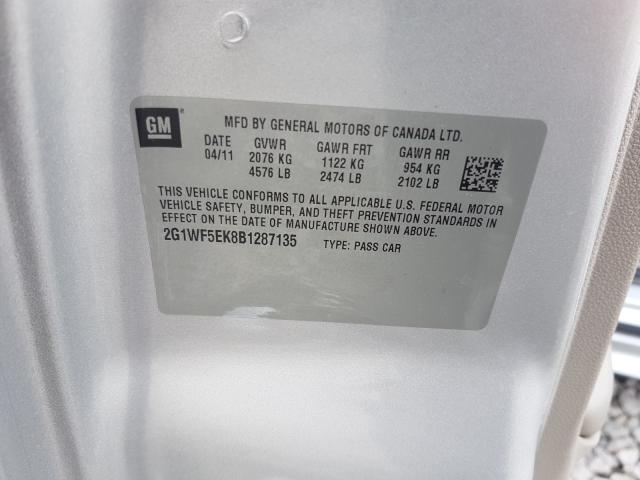 GM
MFD BY GENERAL MOTORS OF CANADA LTD.
DATE GVWR GAWR FRT GAWR RR
04/11 2076 KG 1122 KG 954 KG
4576 LB 2474 LB 2102 LB
THIS VEHICLE CONFORMS TO ALL APPLICABLE U.S. FEDERAL MOTOR
VEHICLE SAFETY, BUMPER, AND THEFT PREVENTION STANDARDS IN
EFFECT ON THE DATE OF MANUFACTURE SHOWN ABOVE.
2G1WF5EK8B1287135 TYPE: PASS CAR